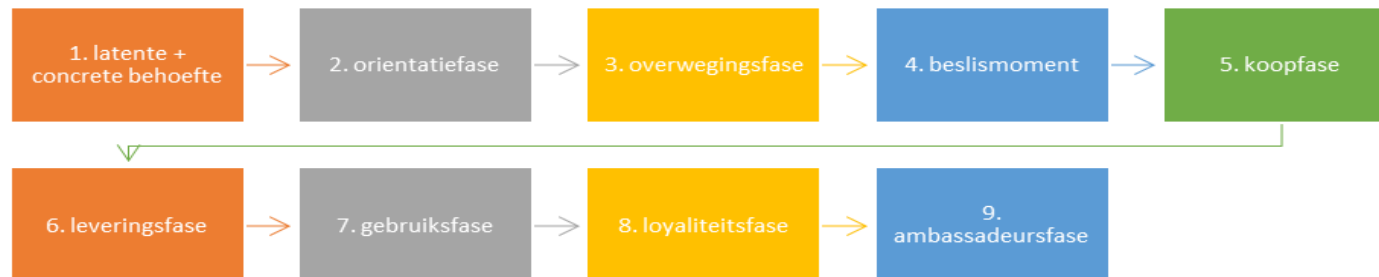 1. latente +
concrete behoefte
2. orientatiefase
3. overwegingsfase
4. beslismoment
5. koopfase
6. leveringsfase
7. gebruiksfase
8. loyaliteitsfase
9.
ambassadeursfase